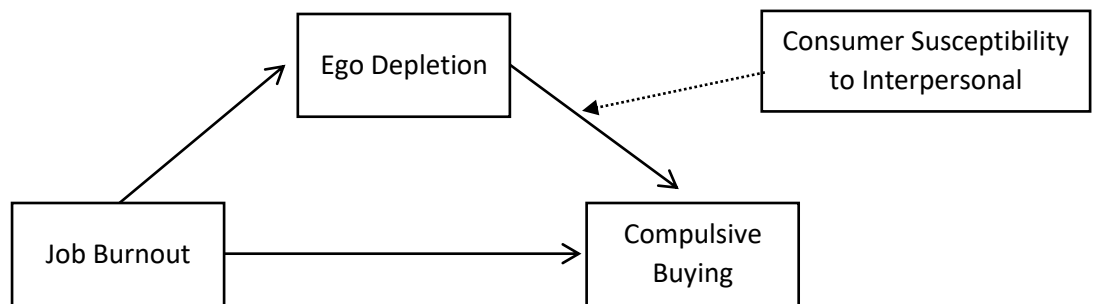 Ego Depletion
Consumer Susceptibility
to Interpersonal
Job Burnout
Compulsive
Buying